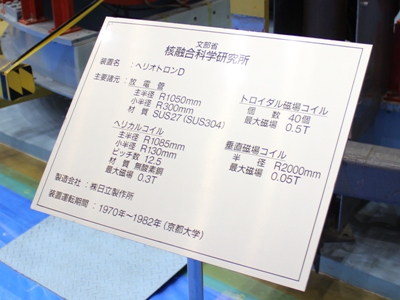 文部省
核融合科学研究所
装置名：ヘリオトロンD
主要諸元：放電管
主半径 R1050mm
小半径 R300mm
材質 SUS27(SUS304)
ヘリカルコイル
主半径 R1085mm
小半径 R130mm
ピッチ数 12.5
材質 無酸素銅
最大磁場 0.3T
トロイダル磁場コイル
個数 40個
最大磁場 0.5T
垂直磁場コイル
半径 R2000mm
最大磁場 0.05T
製造会社：㈱日立製作所
装置運転期間：1970年～1982年(京都大学)